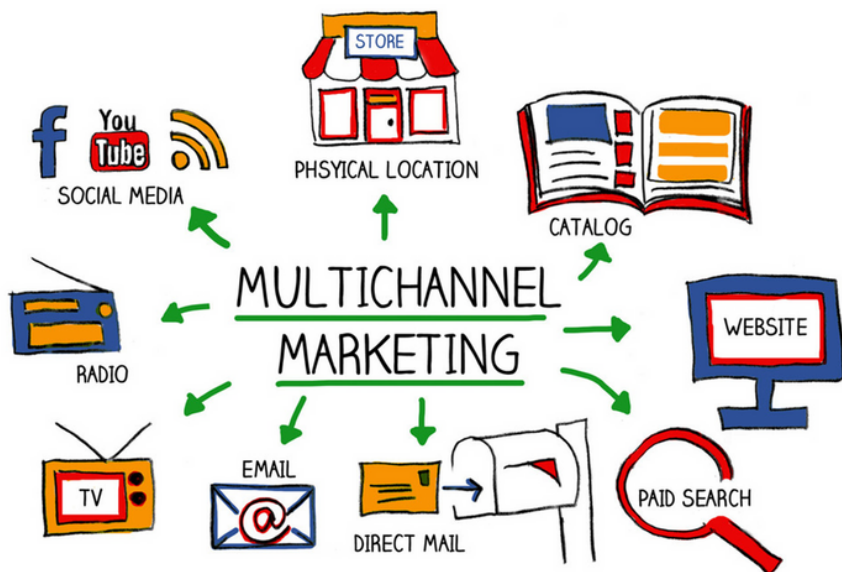 STORE
You
Tube
f
PHSYICAL LOCATION
SOCIAL MEDIA
CATALOG
MULTICHANNEL
MARKETING
WEBSITE
RADIO
TV
EMAIL
@
DIRECT MAIL
PAID SEARCH